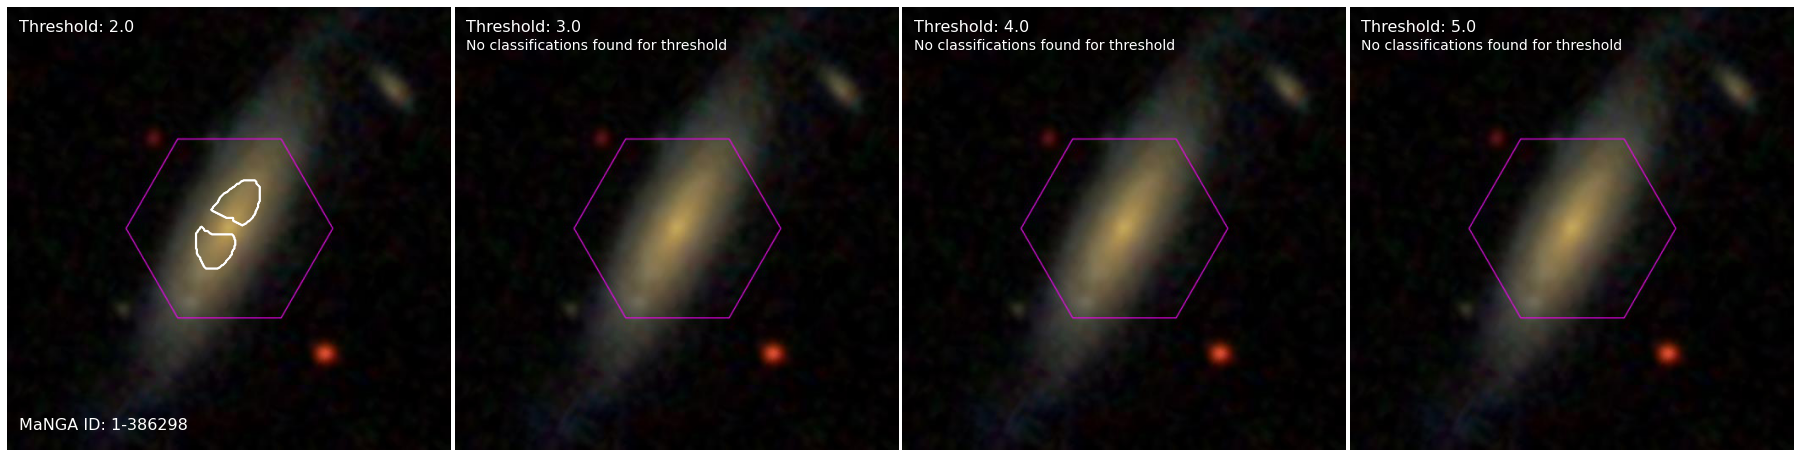 Threshold: 2.0
MaNGA ID: 1-386298
Threshold: 3.0
No classifications found for threshold
Threshold: 4.0
No classifications found for threshold
Threshold: 5.0
No classifications found for threshold